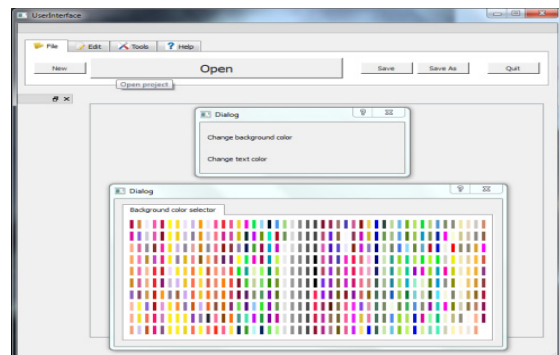 UserInterface
File Edit Tools ? Help
New Open Save Save As Quit
Open project
Dialog
Change background color
Change text color
Dialog
Background color selector